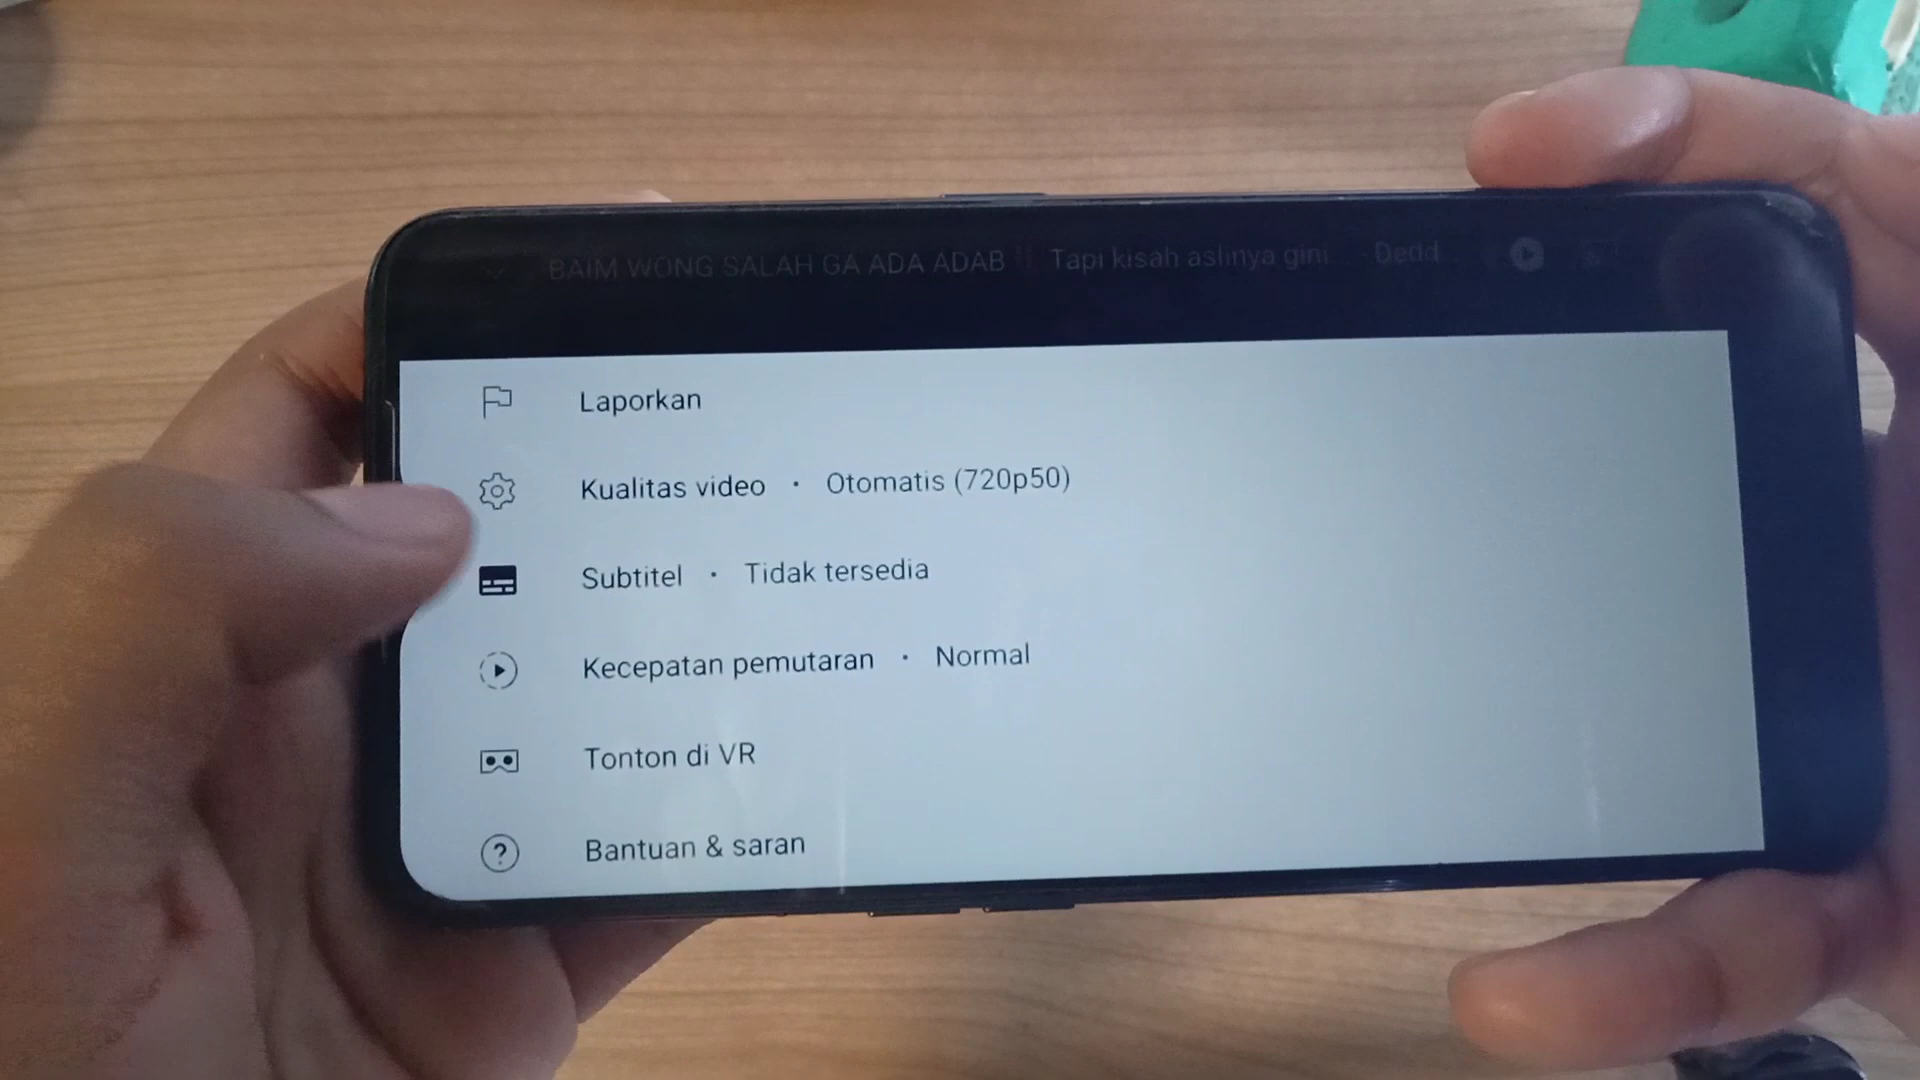 BAIM WONG SALAH GA ADA ADAB || Tapi kisah aslinya gini... - Dedd...
Laporkan
Kualitas video · Otomatis (720p50)
Subtitel · Tidak tersedia
Kecepatan pemutaran · Normal
Tonton di VR
Bantuan & saran